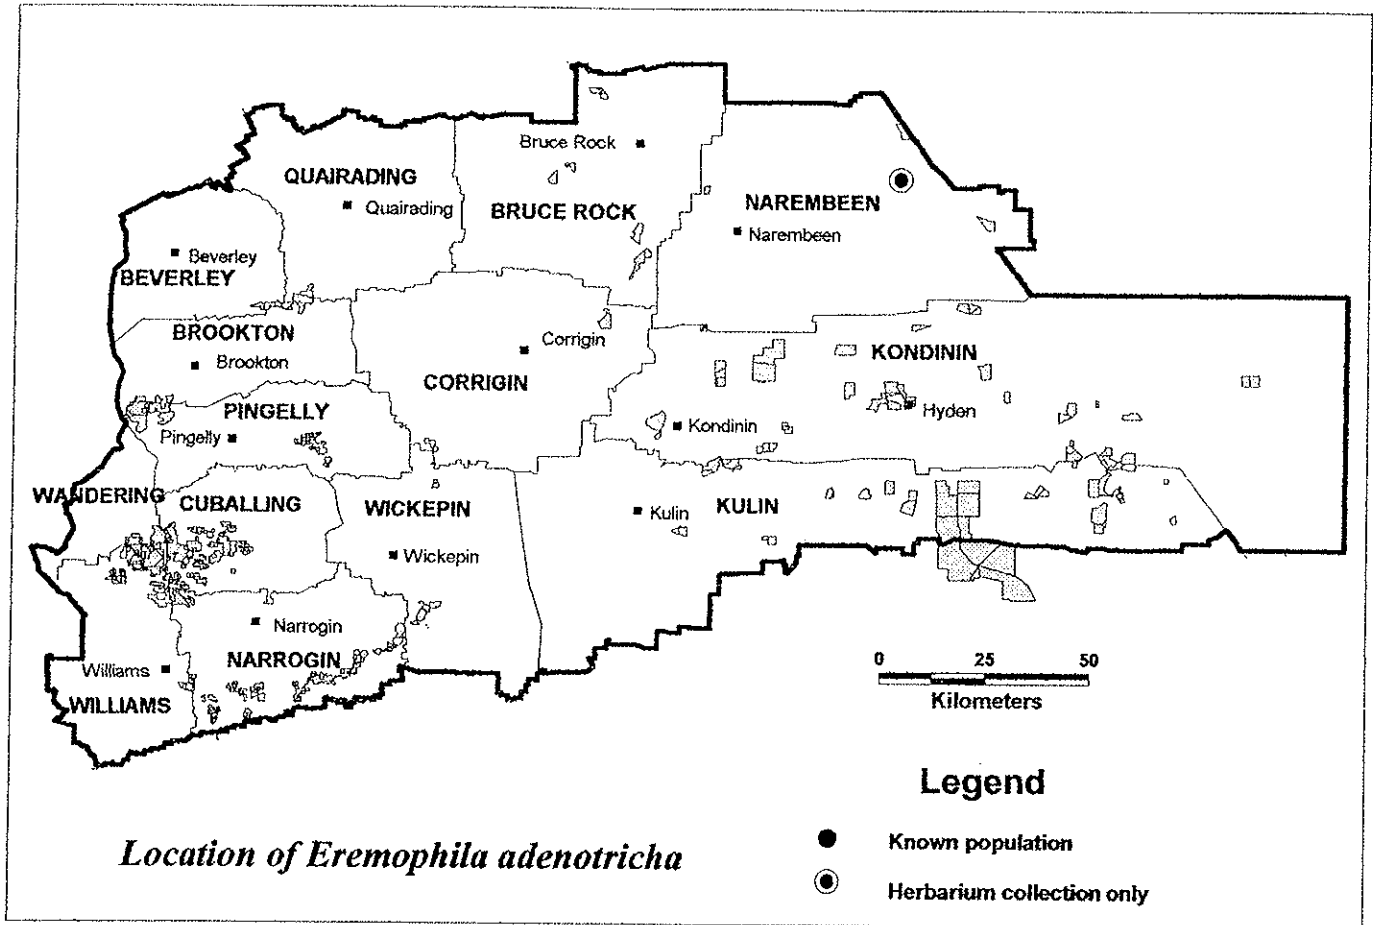 Bruce Rock
QUAIRADING
Quairading
BRUCE ROCK
NAREMBEEN
Narembeen
Beverley
BEVERLEY
BROOKTON
Brookton
Corrigin
CORRIGIN
KONDININ
Hyden
PINGELLY
Pingelly
Kondinin
WANDERING
CUBALLING
WICKEPIN
Wickepin
Kulin
KULIN
Narrogin
NARROGIN
Williams
WILLIAMS
0 25 50
Kilometers
Legend
Known population
Herbarium collection only
Location of Eremophila adenotricha